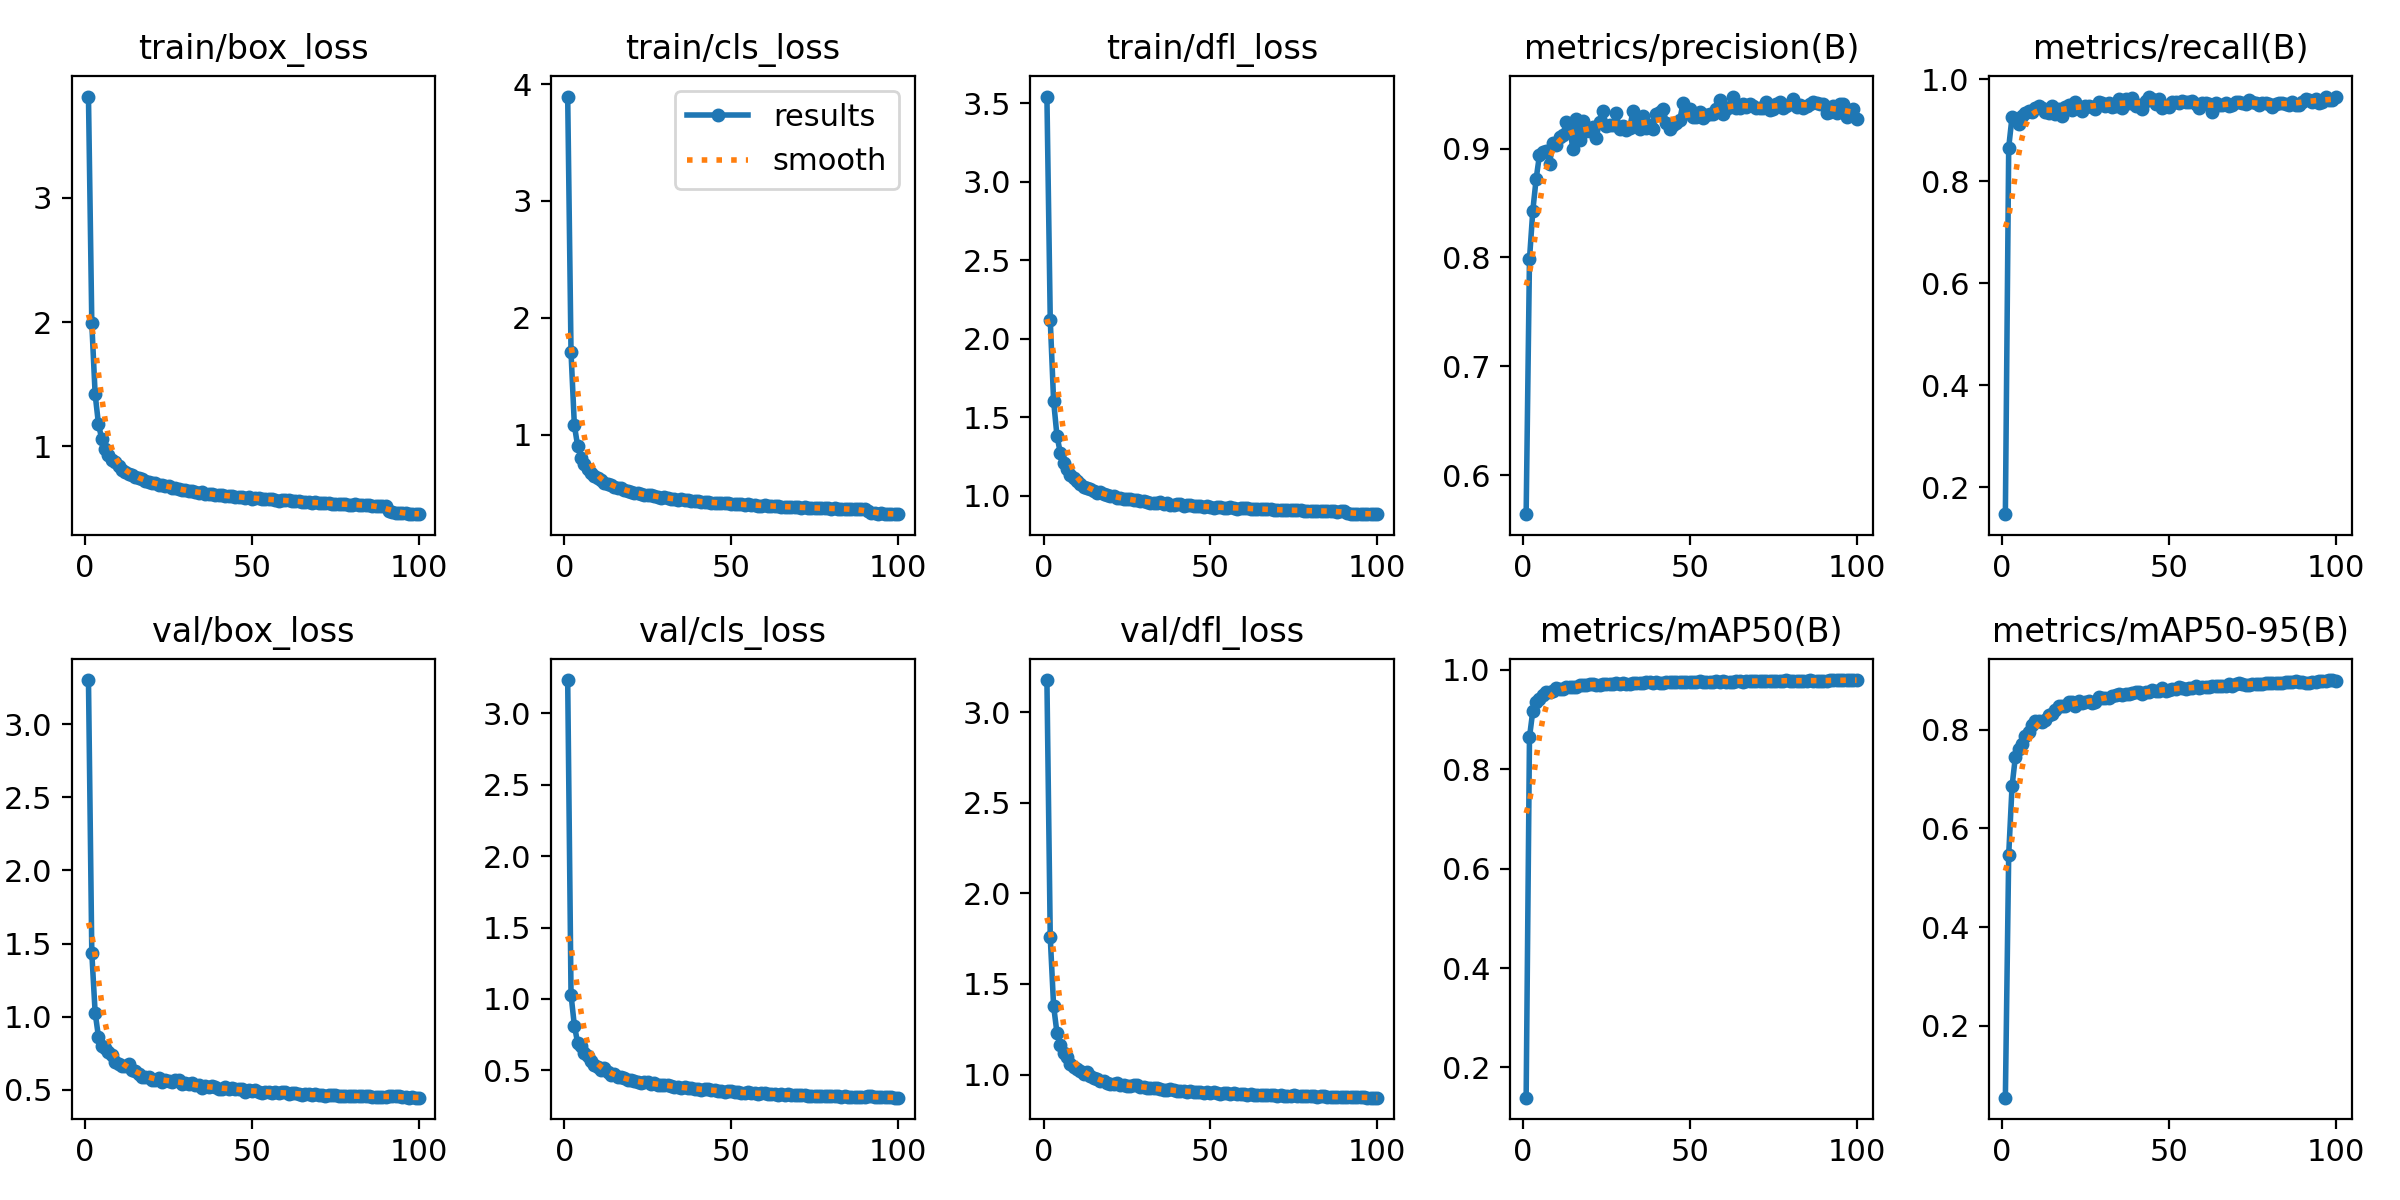 train/box_loss
train/cls_loss
train/dfl_loss
metrics/precision(B)
metrics/recall(B)
3
2
1
0 50 100
4
3
2
1
results
smooth
0 50 100
3.5
3.0
2.5
2.0
1.5
1.0
0 50 100
0.9
0.8
0.7
0.6
0 50 100
1.0
0.8
0.6
0.4
0.2
0 50 100
val/box_loss
val/cls_loss
val/dfl_loss
metrics/mAP50(B)
metrics/mAP50-95(B)
3.0
2.5
2.0
1.5
1.0
0.5
0 50 100
3.0
2.5
2.0
1.5
1.0
0.5
0 50 100
3.0
2.5
2.0
1.5
1.0
0 50 100
1.0
0.8
0.6
0.4
0.2
0 50 100
0.8
0.6
0.4
0.2
0 50 100